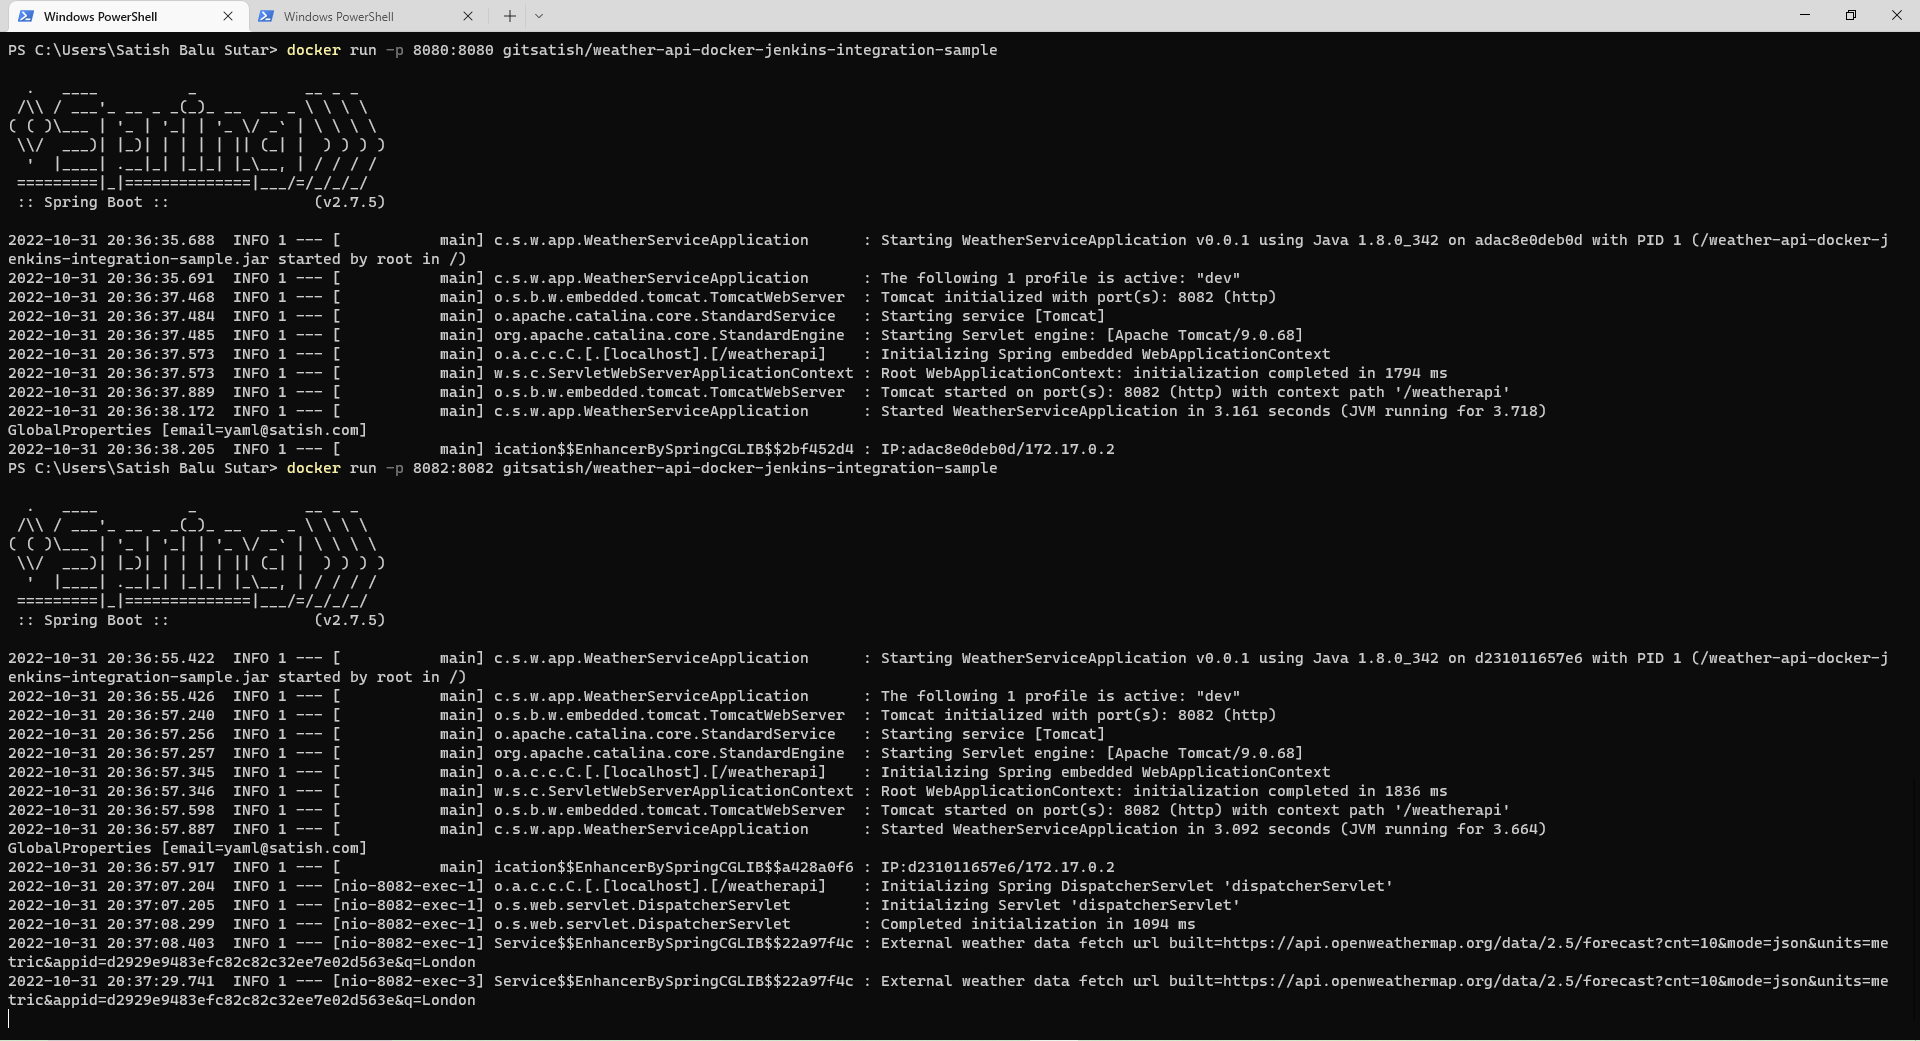 Windows PowerShell
Windows PowerShell
PS C:\Users\Satish Balu Sutar> docker run -p 8080:8080 gitsatish/weather-api-docker-jenkins-integration-sample
  .   ____          _            __ _ _
 /\\ / ___'_ __ _ _(_)_ __  __ _ \ \ \ \
( ( )\___ | '_ | '_| | '_ \/ _` | \ \ \ \
 \\/  ___)| |_)| | | | | || (_| |  ) ) ) )
  '  |____| .__|_| |_|_| |_\__, | / / / /
 =========|_|==============|___/=/_/_/_/
 :: Spring Boot ::                (v2.7.5)
2022-10-31 20:36:35.688  INFO 1 --- [           main] c.s.w.app.WeatherServiceApplication      : Starting WeatherServiceApplication v0.0.1 using Java 1.8.0_342 on adac8e0deb0d with PID 1 (/weather-api-docker-j
enkins-integration-sample.jar started by root in /)
2022-10-31 20:36:35.691  INFO 1 --- [           main] c.s.w.app.WeatherServiceApplication      : The following 1 profile is active: "dev"
2022-10-31 20:36:37.468  INFO 1 --- [           main] o.s.b.w.embedded.tomcat.TomcatWebServer  : Tomcat initialized with port(s): 8082 (http)
2022-10-31 20:36:37.484  INFO 1 --- [           main] o.apache.catalina.core.StandardService   : Starting service [Tomcat]
2022-10-31 20:36:37.485  INFO 1 --- [           main] org.apache.catalina.core.StandardEngine  : Starting Servlet engine: [Apache Tomcat/9.0.68]
2022-10-31 20:36:37.573  INFO 1 --- [           main] o.a.c.c.C.[.[localhost].[/weatherapi]    : Initializing Spring embedded WebApplicationContext
2022-10-31 20:36:37.573  INFO 1 --- [           main] w.s.c.ServletWebServerApplicationContext : Root WebApplicationContext: initialization completed in 1794 ms
2022-10-31 20:36:37.889  INFO 1 --- [           main] o.s.b.w.embedded.tomcat.TomcatWebServer  : Tomcat started on port(s): 8082 (http) with context path '/weatherapi'
2022-10-31 20:36:38.172  INFO 1 --- [           main] c.s.w.app.WeatherServiceApplication      : Started WeatherServiceApplication in 3.161 seconds (JVM running for 3.718)
GlobalProperties [email=yaml@satish.com]
2022-10-31 20:36:38.205  INFO 1 --- [           main] ication$$EnhancerBySpringCGLIB$$2bf452d4 : IP:adac8e0deb0d/172.17.0.2
PS C:\Users\Satish Balu Sutar> docker run -p 8082:8082 gitsatish/weather-api-docker-jenkins-integration-sample
  .   ____          _            __ _ _
 /\\ / ___'_ __ _ _(_)_ __  __ _ \ \ \ \
( ( )\___ | '_ | '_| | '_ \/ _` | \ \ \ \
 \\/  ___)| |_)| | | | | || (_| |  ) ) ) )
  '  |____| .__|_| |_|_| |_\__, | / / / /
 =========|_|==============|___/=/_/_/_/
 :: Spring Boot ::                (v2.7.5)
2022-10-31 20:36:55.422  INFO 1 --- [           main] c.s.w.app.WeatherServiceApplication      : Starting WeatherServiceApplication v0.0.1 using Java 1.8.0_342 on d231011657e6 with PID 1 (/weather-api-docker-j
enkins-integration-sample.jar started by root in /)
2022-10-31 20:36:55.426  INFO 1 --- [           main] c.s.w.app.WeatherServiceApplication      : The following 1 profile is active: "dev"
2022-10-31 20:36:57.240  INFO 1 --- [           main] o.s.b.w.embedded.tomcat.TomcatWebServer  : Tomcat initialized with port(s): 8082 (http)
2022-10-31 20:36:57.256  INFO 1 --- [           main] o.apache.catalina.core.StandardService   : Starting service [Tomcat]
2022-10-31 20:36:57.257  INFO 1 --- [           main] org.apache.catalina.core.StandardEngine  : Starting Servlet engine: [Apache Tomcat/9.0.68]
2022-10-31 20:36:57.345  INFO 1 --- [           main] o.a.c.c.C.[.[localhost].[/weatherapi]    : Initializing Spring embedded WebApplicationContext
2022-10-31 20:36:57.346  INFO 1 --- [           main] w.s.c.ServletWebServerApplicationContext : Root WebApplicationContext: initialization completed in 1836 ms
2022-10-31 20:36:57.598  INFO 1 --- [           main] o.s.b.w.embedded.tomcat.TomcatWebServer  : Tomcat started on port(s): 8082 (http) with context path '/weatherapi'
2022-10-31 20:36:57.887  INFO 1 --- [           main] c.s.w.app.WeatherServiceApplication      : Started WeatherServiceApplication in 3.092 seconds (JVM running for 3.664)
GlobalProperties [email=yaml@satish.com]
2022-10-31 20:36:57.917  INFO 1 --- [           main] ication$$EnhancerBySpringCGLIB$$a428a0f6 : IP:d231011657e6/172.17.0.2
2022-10-31 20:37:07.204  INFO 1 --- [nio-8082-exec-1] o.a.c.c.C.[.[localhost].[/weatherapi]    : Initializing Spring DispatcherServlet 'dispatcherServlet'
2022-10-31 20:37:07.205  INFO 1 --- [nio-8082-exec-1] o.s.web.servlet.DispatcherServlet        : Initializing Servlet 'dispatcherServlet'
2022-10-31 20:37:08.299  INFO 1 --- [nio-8082-exec-1] o.s.web.servlet.DispatcherServlet        : Completed initialization in 1094 ms
2022-10-31 20:37:08.403  INFO 1 --- [nio-8082-exec-1] Service$$EnhancerBySpringCGLIB$$22a97f4c : External weather data fetch url built=https://api.openweathermap.org/data/2.5/forecast?cnt=10&mode=json&units=me
tric&appid=d2929e9483efc82c82c32ee7e02d563e&q=London
2022-10-31 20:37:29.741  INFO 1 --- [nio-8082-exec-3] Service$$EnhancerBySpringCGLIB$$22a97f4c : External weather data fetch url built=https://api.openweathermap.org/data/2.5/forecast?cnt=10&mode=json&units=me
tric&appid=d2929e9483efc82c82c32ee7e02d563e&q=London